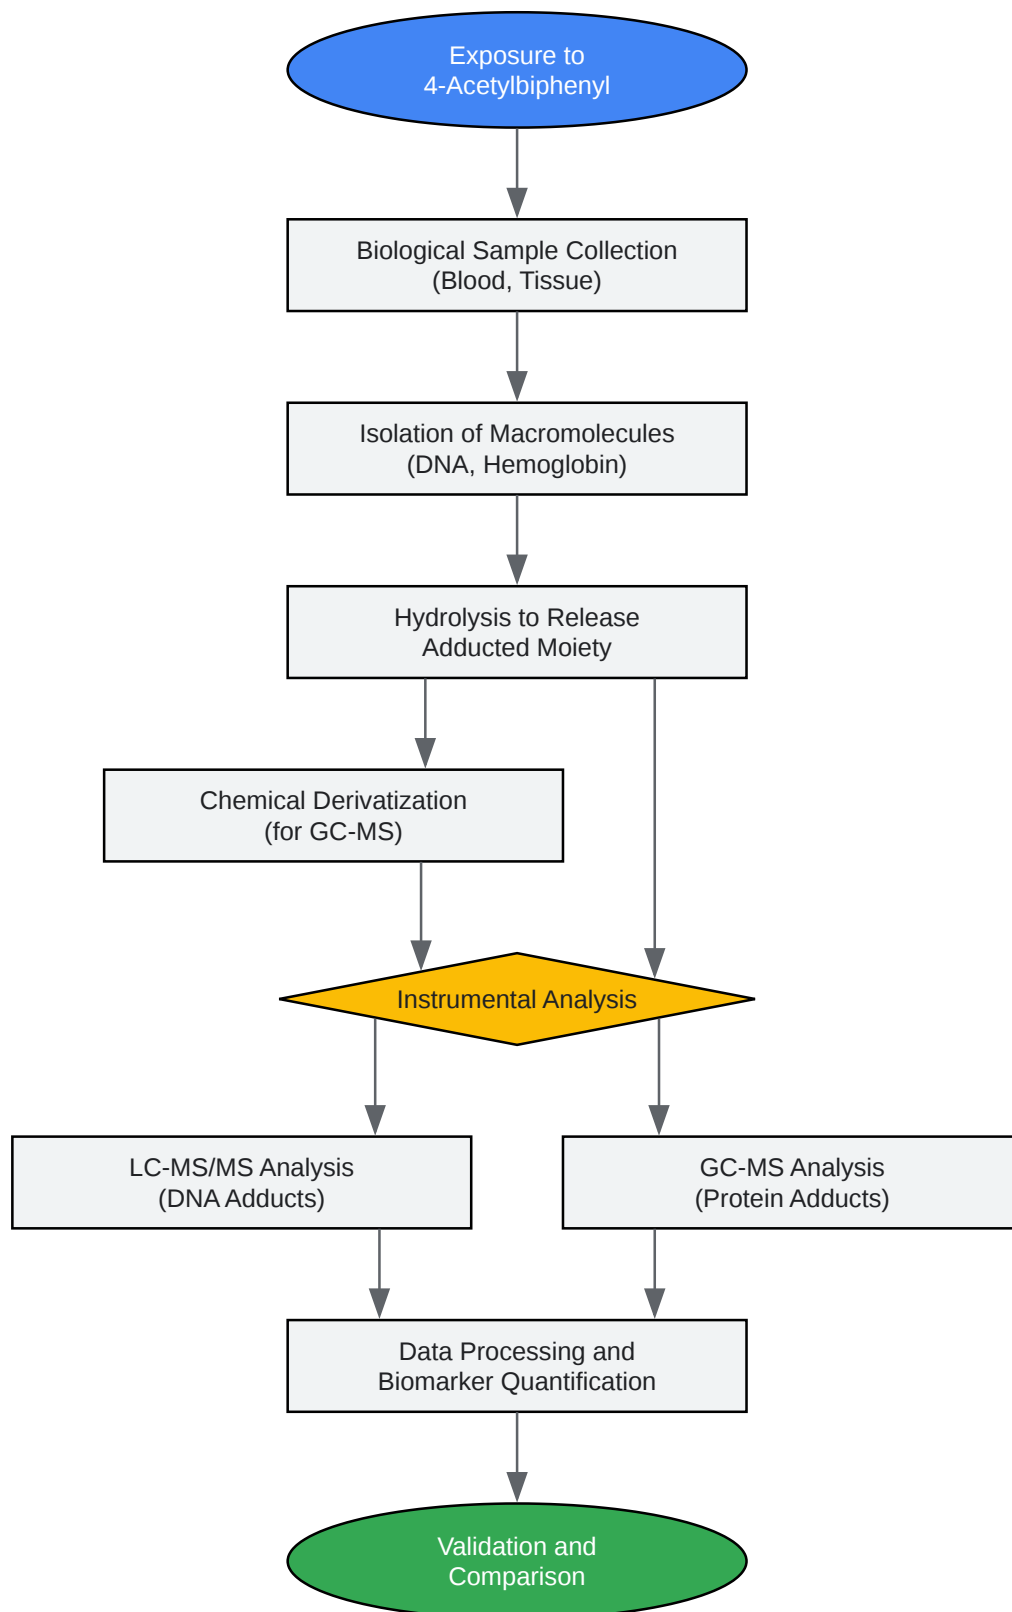 Exposure to
4-Acetylbiphenyl
Biological Sample Collection
(Blood, Tissue)
Isolation of Macromolecules
(DNA, Hemoglobin)
Hydrolysis to Release
Adducted Moiety
Chemical Derivatization
(for GC-MS)
Instrumental Analysis
LC-MS/MS Analysis
(DNA Adducts)
GC-MS Analysis
(Protein Adducts)
Data Processing and
Biomarker Quantification
Validation and
Comparison